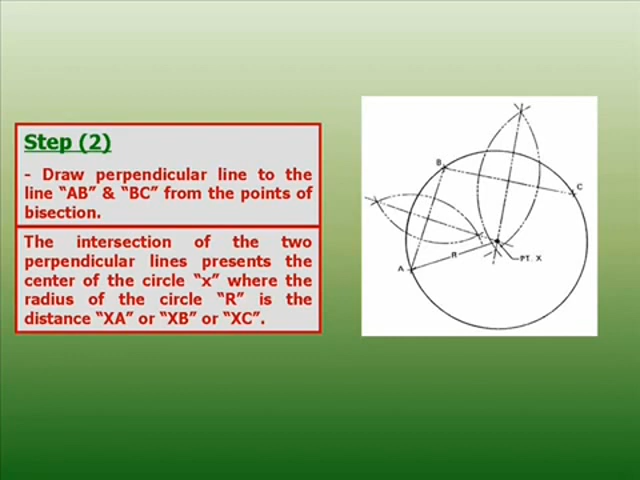 Step (2)
- Draw perpendicular line to the
line “AB” & “BC” from the points of
bisection.
The intersection of the two
perpendicular lines presents the
center of the circle “x” where the
radius of the circle “R” is the
distance “XA” or “XB” or “XC”.
B
C
A
R
PT. X